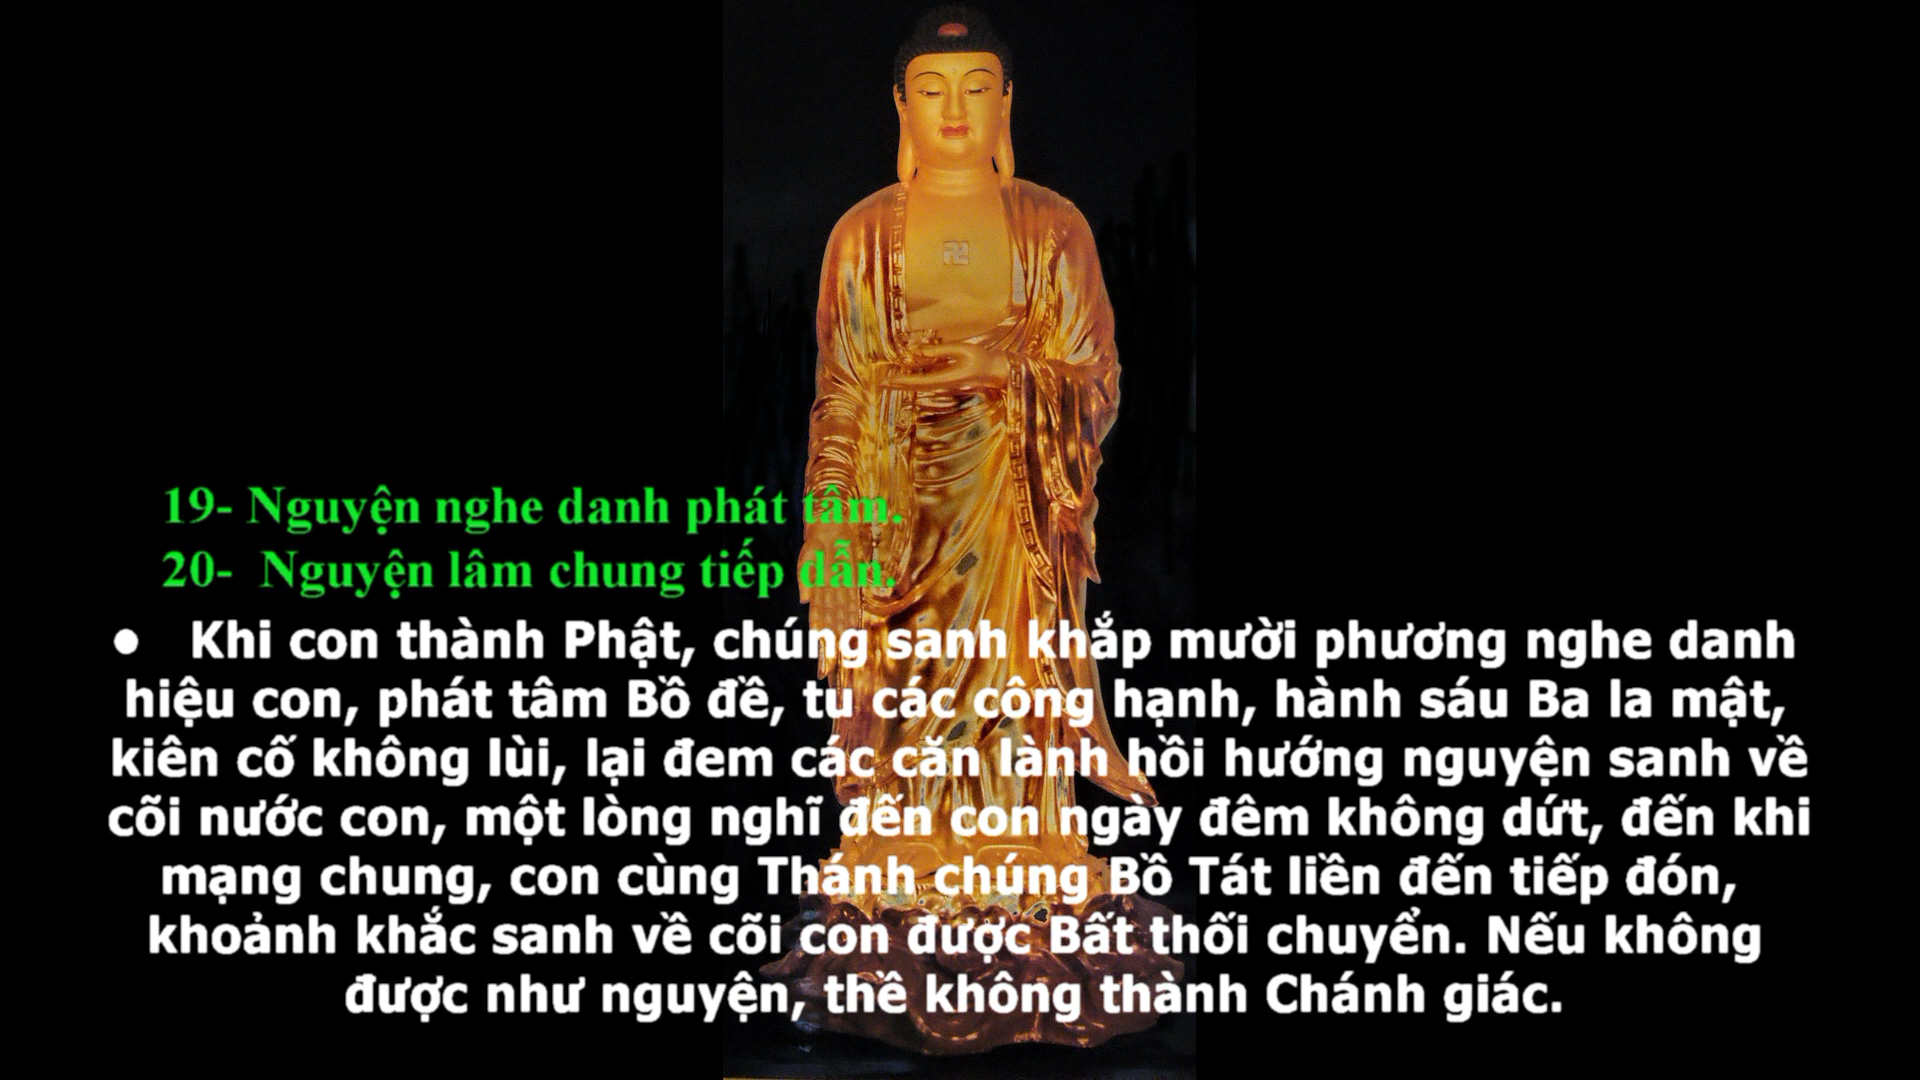 19- Nguyện nghe danh phát tâm.
20- Nguyện lâm chung tiếp dẫn.
● Khi con thành Phật, chúng sanh khắp mười phương nghe danh
hiệu con, phát tâm Bồ đề, tu các công hạnh, hành sáu Ba la mật,
kiên cố không lùi, lại đem các căn lành hồi hướng nguyện sanh về
cõi nước con, một lòng nghĩ đến con ngày đêm không dứt, đến khi
mạng chung, con cùng Thánh chúng Bồ Tát liền đến tiếp đón,
khoảnh khắc sanh về cõi con được Bất thối chuyển. Nếu không
được như nguyện, thề không thành Chánh giác.